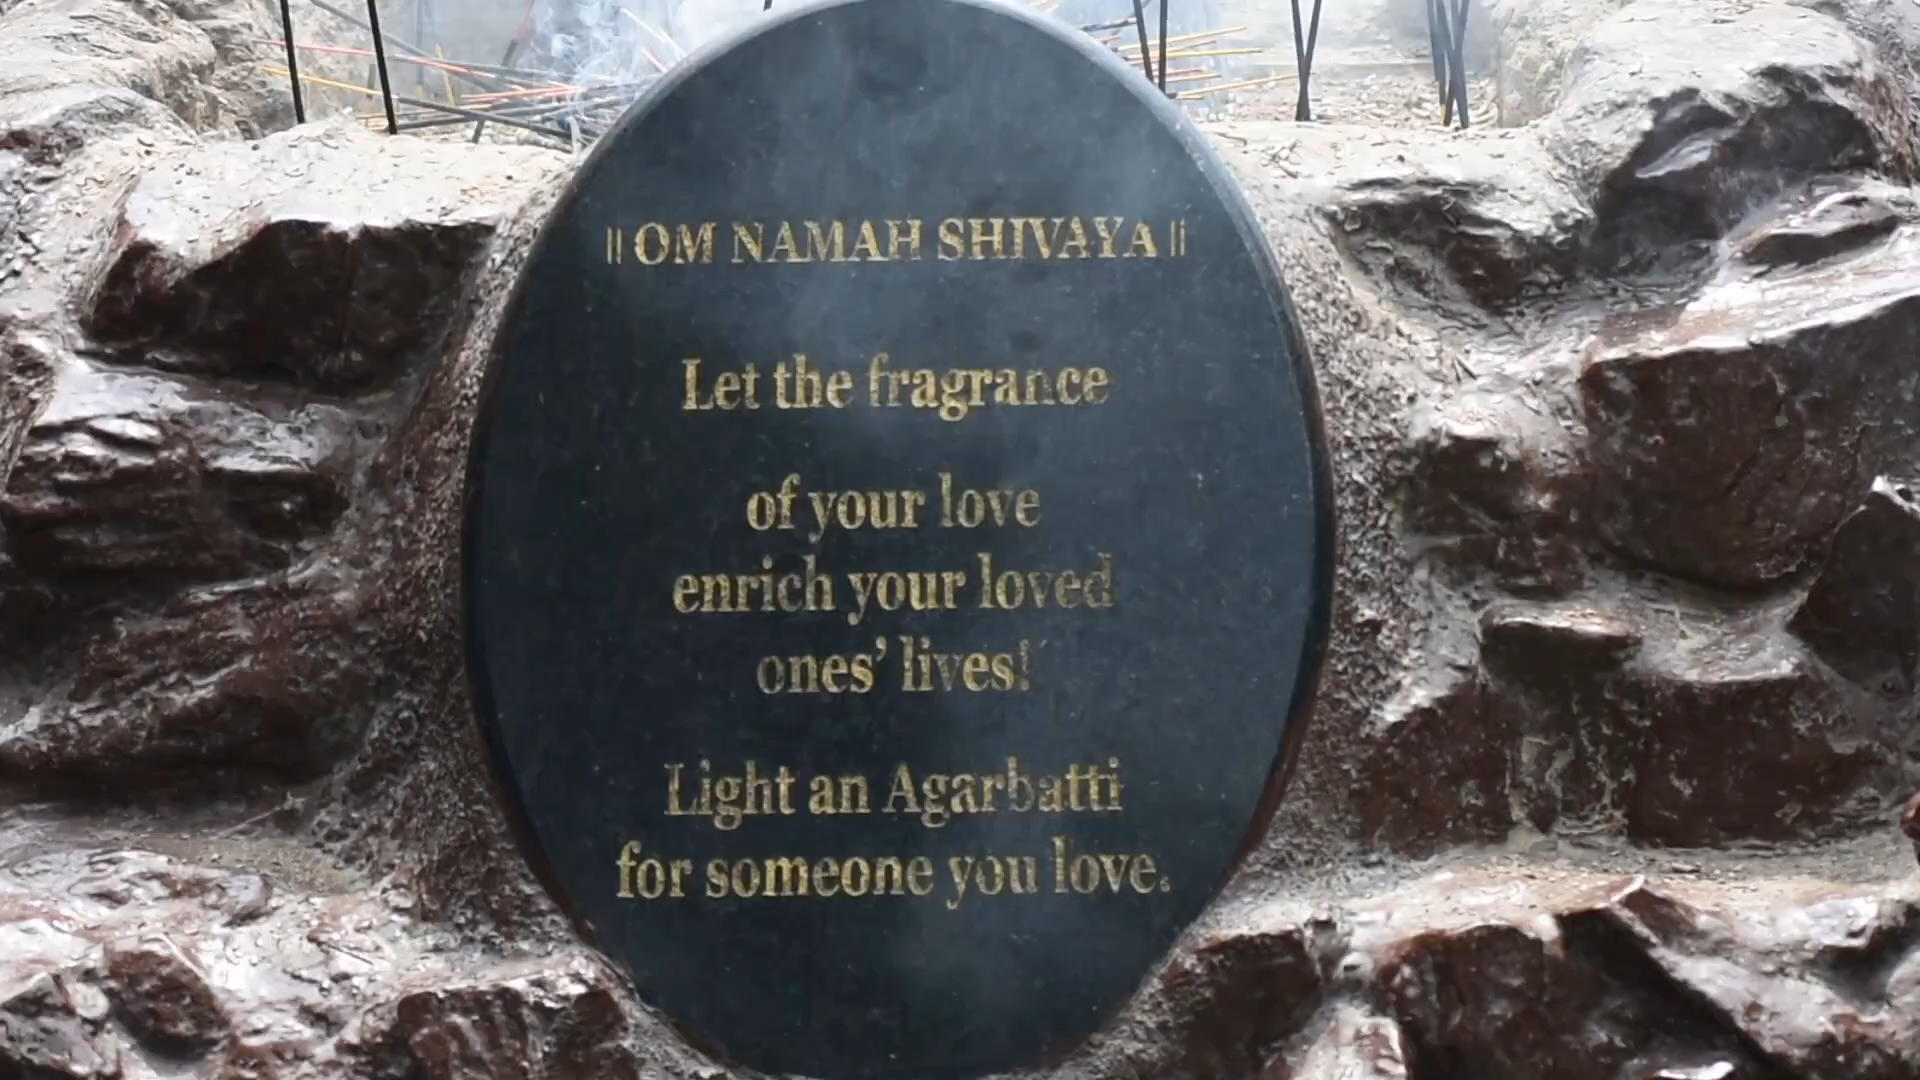 || OM NAMAH SHIVAYA ||
Let the fragrance
of your love
enrich your loved
ones’ lives!
Light an Agarbatti
for someone you love.